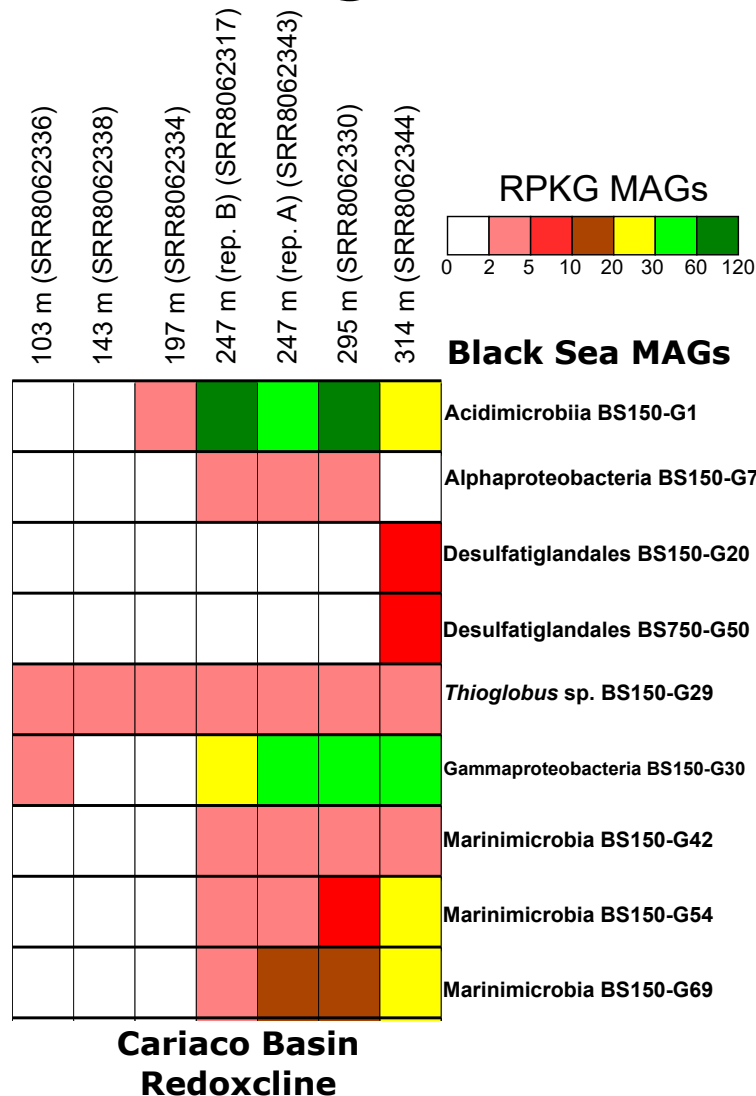 103 m (SRR8062336)
143 m (SRR8062338)
197 m (SRR8062334)
247 m (rep. B) (SRR8062317)
247 m (rep. A) (SRR8062343)
295 m (SRR8062330)
314 m (SRR8062344)
RPKG MAGs
0 2 5 10 20 30 60 120
Black Sea MAGs
Acidimicrobiia BS150-G1
Alphaproteobacteria BS150-G7
Desulfatiglandales BS150-G20
Desulfatiglandales BS750-G50
Thioglobus sp. BS150-G29
Gammaproteobacteria BS150-G30
Marinimicrobia BS150-G42
Marinimicrobia BS150-G54
Marinimicrobia BS150-G69
Cariaco Basin
Redoxcline